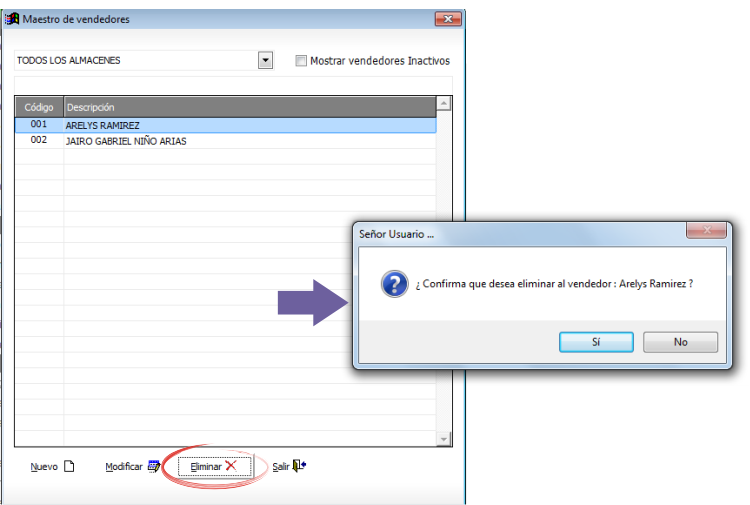 Maestro de vendedores
TODOS LOS ALMACENES
Mostrar vendedores Inactivos
Código Descripción
001 ARELYS RAMIREZ
002 JAIRO GABRIEL NIÑO ARIAS
Señor Usuario ...
¿ Confirma que desea eliminar al vendedor : Arelys Ramirez ?
Sí No
Nuevo Modificar Eliminar Salir